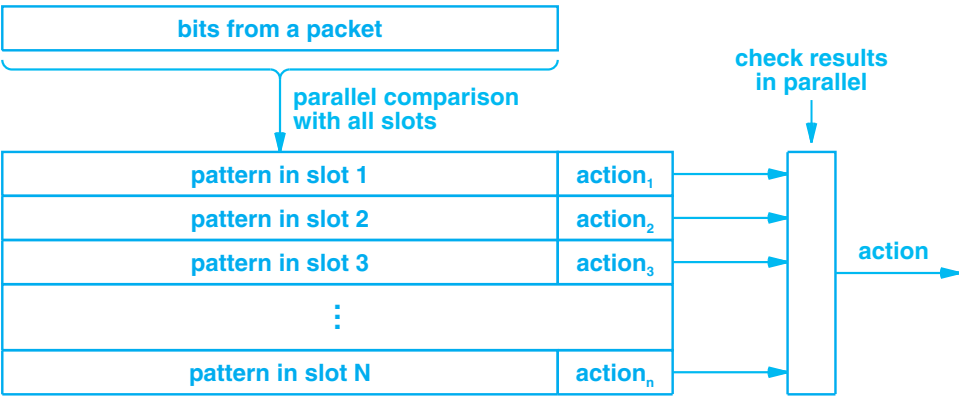 bits from a packet
check results
in parallel
parallel comparison
with all slots
pattern in slot 1 action₁
pattern in slot 2 action₂
pattern in slot 3 action₃
action
⋮
pattern in slot N actionₙ